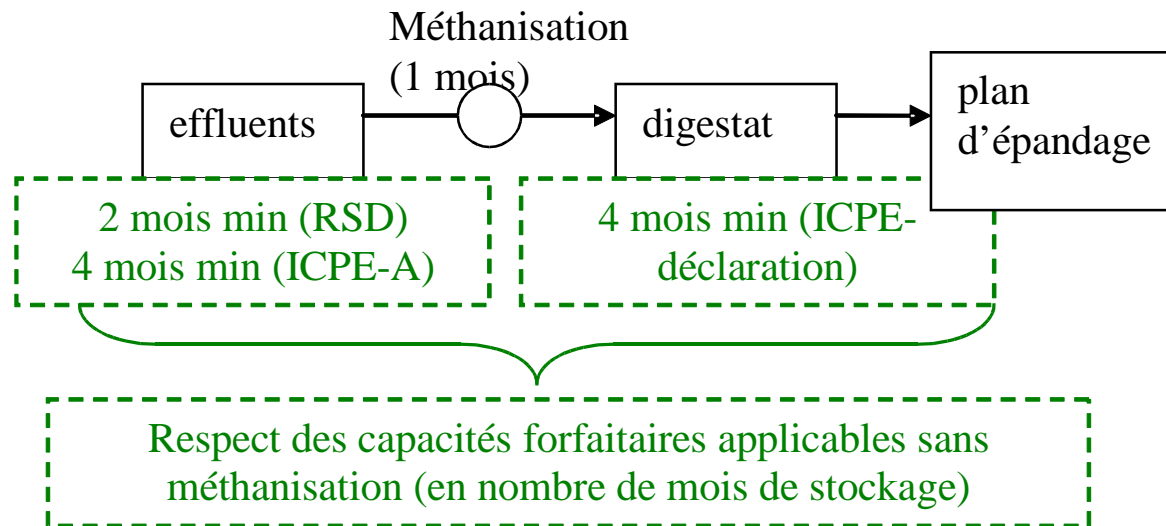 Méthanisation
(1 mois)
effluents
digestat
plan
d'épandage
2 mois min (RSD)
4 mois min (ICPE-A)
4 mois min (ICPE-
déclaration)
Respect des capacités forfaitaires applicables sans
méthanisation (en nombre de mois de stockage)